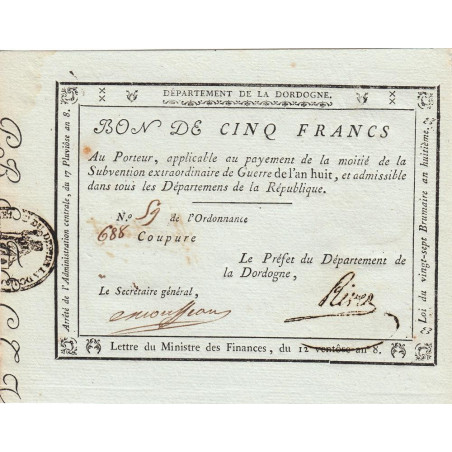 DÉPARTEMENT DE LA DORDOGNE.
BON DE CINQ FRANCS
Au Porteur, applicable au payement de la moitié de la
Subvention extraordinaire de Guerre de l'an huit, et admissible
dans tous les Départemens de la République.
N.o 59 de l'Ordonnance
688 Coupure
Le Préfet du Département de
la Dordogne,
Le Secrétaire général,
Lettre du Ministre des Finances, du 12 ventôse an 8.
Arrêté de l'Administration centrale, du 17 Pluviôse an 8.
Loi du vingt-sept Brumaire an huitième.